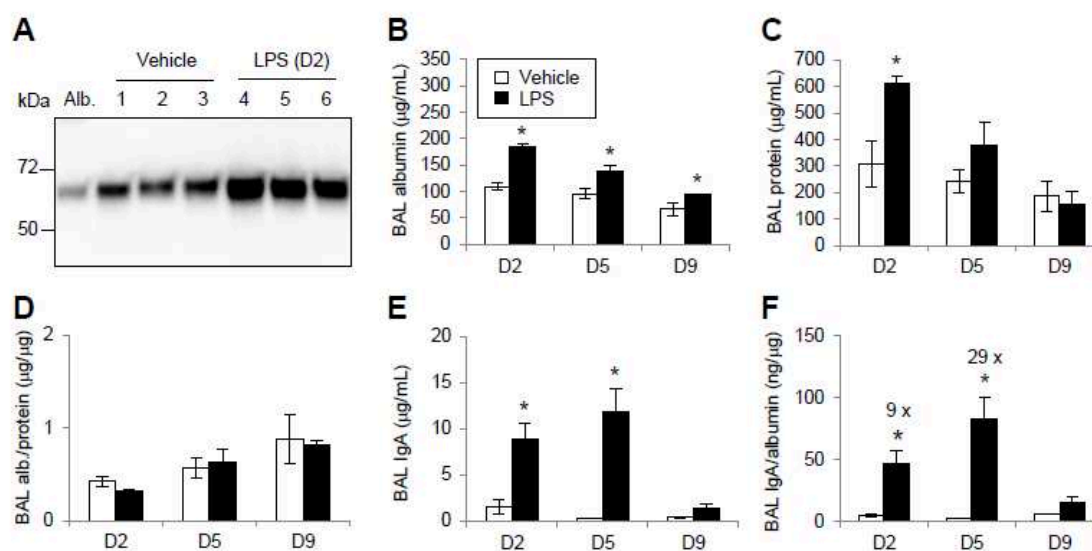 A
Vehicle
LPS (D2)
kDa Alb. 1 2 3 4 5 6
72
50
B
BAL albumin (µg/mL)
350
300
250
200
150
100
50
0
Vehicle
LPS
* * *
D2 D5 D9
C
BAL protein (µg/mL)
700
600
500
400
300
200
100
0
*
D2 D5 D9
D
BAL alb./protein (µg/µg)
2
1
0
D2 D5 D9
E
BAL IgA (µg/mL)
20
15
10
5
0
* *
D2 D5 D9
F
BAL IgA/albumin (ng/µg)
150
100
50
0
9 x
*
29 x
*
D2 D5 D9